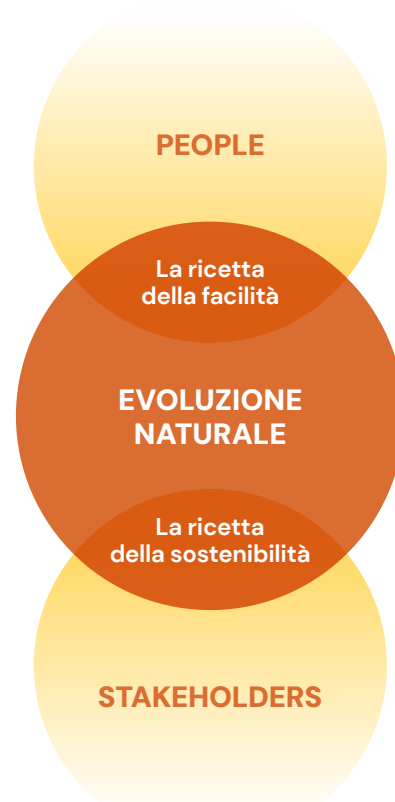 PEOPLE
La ricetta
della facilità
EVOLUZIONE
NATURALE
La ricetta
della sostenibilità
STAKEHOLDERS